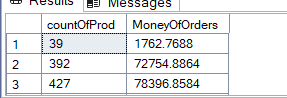 Results Messages
countOfProd MoneyOfOrders
1 39 1762.7688
2 392 72754.8864
3 427 78396.8584